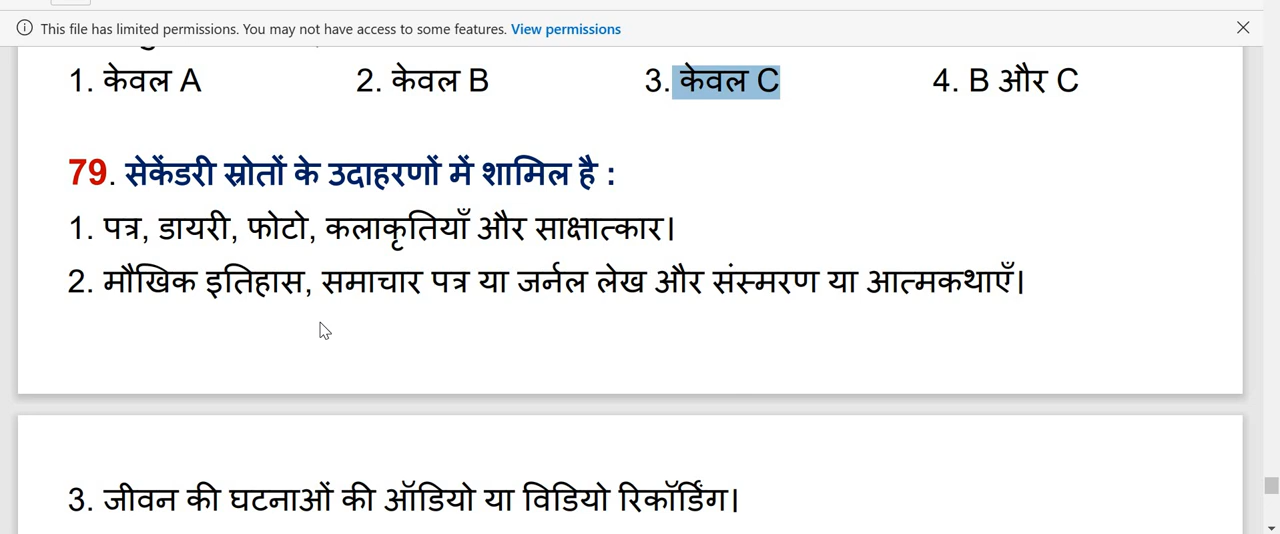 This file has limited permissions. You may not have access to some features. View permissions
1. केवल A 2. केवल B 3. केवल C 4. B और C
79. सेकेंडरी स्रोतों के उदाहरणों में शामिल है :
1. पत्र, डायरी, फोटो, कलाकृतियाँ और साक्षात्कार।
2. मौखिक इतिहास, समाचार पत्र या जर्नल लेख और संस्मरण या आत्मकथाएँ।
3. जीवन की घटनाओं की ऑडियो या विडियो रिकॉर्डिंग।